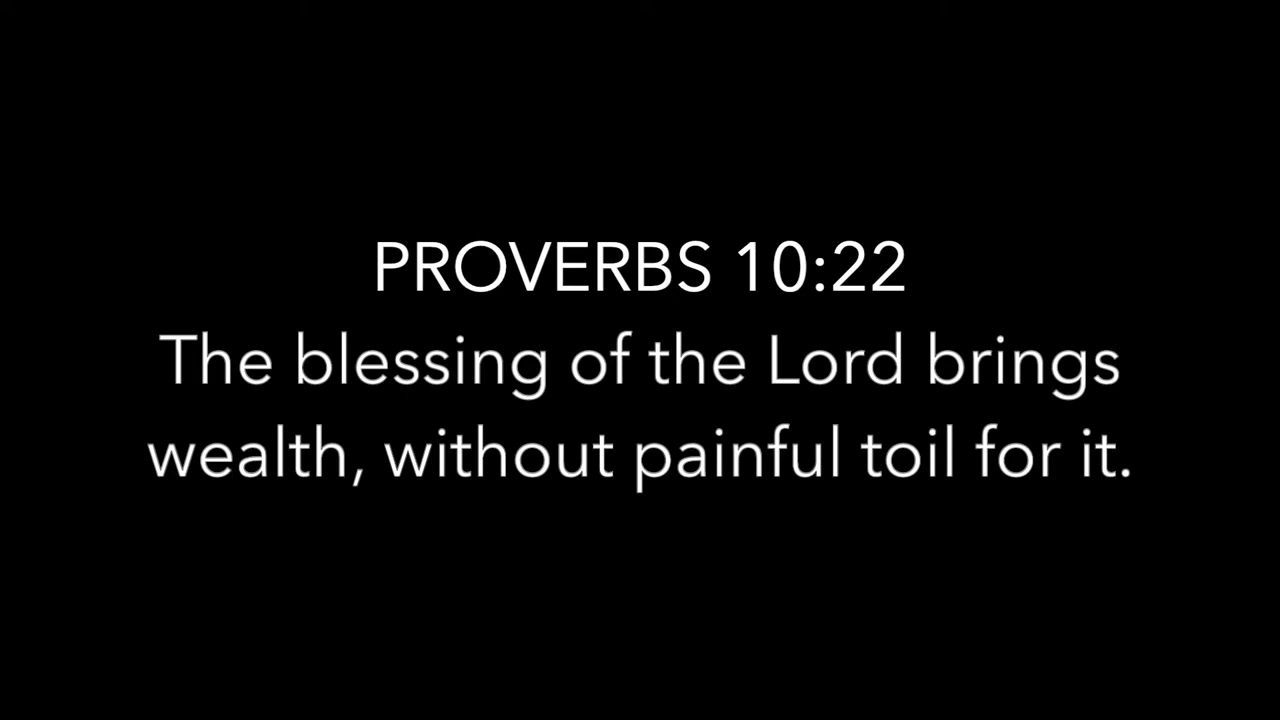 PROVERBS 10:22
The blessing of the Lord brings
wealth, without painful toil for it.